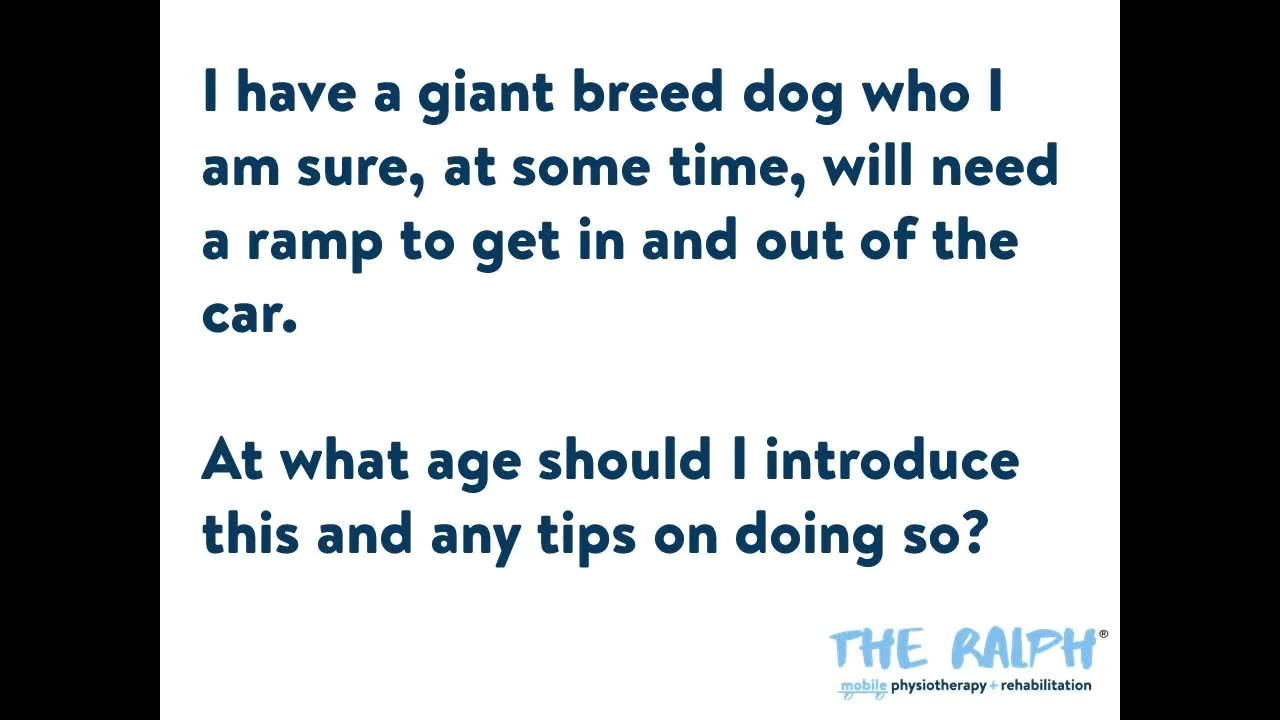 I have a giant breed dog who I
am sure, at some time, will need
a ramp to get in and out of the
car.
At what age should I introduce
this and any tips on doing so?
THE RALPH®
mobile physiotherapy + rehabilitation